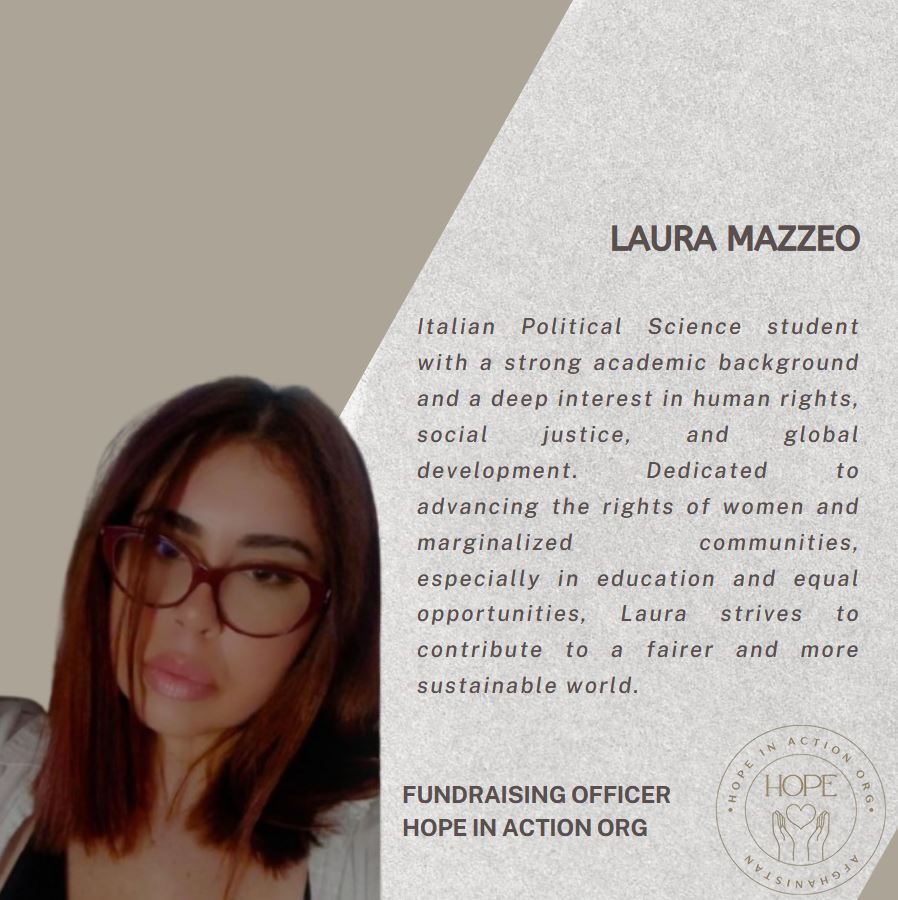 LAURA MAZZEO
Italian Political Science student
with a strong academic background
and a deep interest in human rights,
social justice, and global
development. Dedicated to
advancing the rights of women and
marginalized communities,
especially in education and equal
opportunities, Laura strives to
contribute to a fairer and more
sustainable world.
FUNDRAISING OFFICER
HOPE IN ACTION ORG
•HOPE IN ACTION ORG•
HOPE
AFGHANISTAN